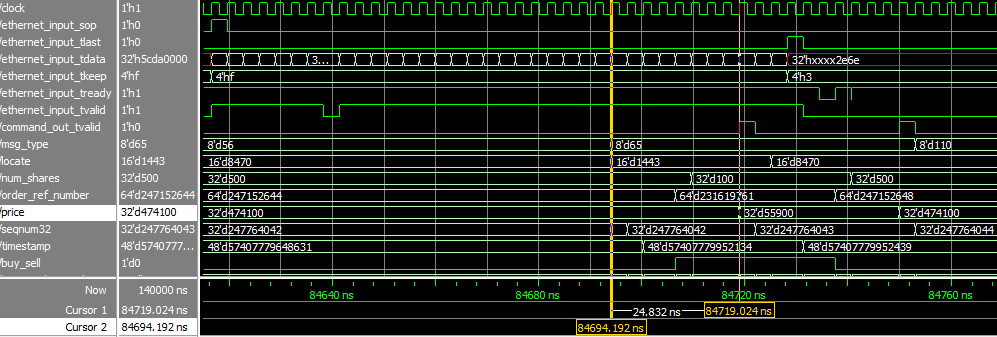 /clock 1'h1
/ethernet_input_sop 1'h0
/ethernet_input_tlast 1'h0
/ethernet_input_tdata 32'h5cda0000 3... 32'hxxxx2e6e
/ethernet_input_tkeep 4'hf 4'hf 4'h3
/ethernet_input_tready 1'h1
/ethernet_input_tvalid 1'h1
/command_out_tvalid 1'h0
/msg_type 8'd65 8'd56 8'd65 8'd110
/locate 16'd1443 16'd8470 16'd1443 16'd8470
/num_shares 32'd500 32'd500 32'd100 32'd500
/order_ref_number 64'd247152644 64'd247152644 64'd231619761 64'd247152648
/price 32'd474100 32'd474100 32'd55900 32'd474100
/seqnum32 32'd247764043 32'd247764042 32'd247764042 32'd247764043 32'd247764044
/timestamp 48'd5740777... 48'd57407779648631 48'd57407779952134 48'd57407779952439
/buy_sell 1'd0
Now 140000 ns 84640 ns 84680 ns 84720 ns 84760 ns
Cursor 1 84719.024 ns 24.832 ns 84719.024 ns
Cursor 2 84694.192 ns 84694.192 ns